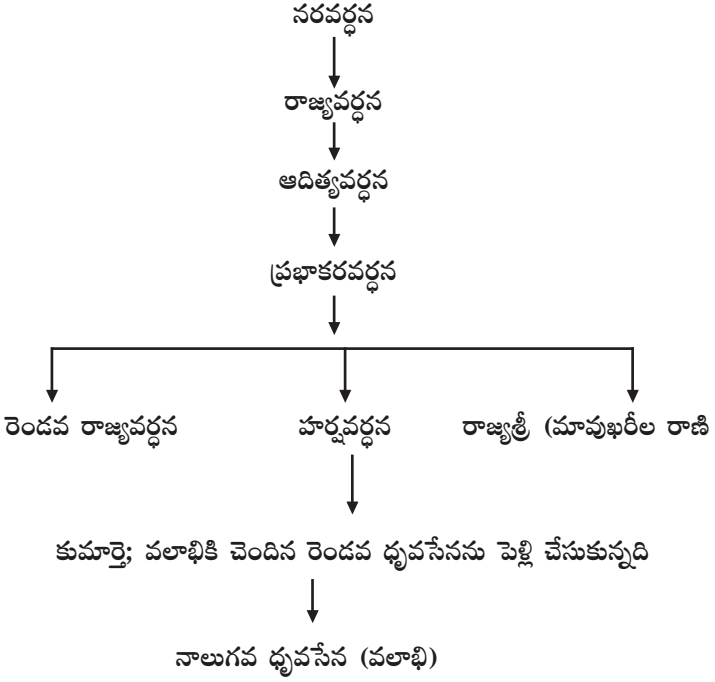 నరవర్ధన
రాజ్యవర్ధన
ఆదిత్యవర్ధన
ప్రభాకరవర్ధన
రెండవ రాజ్యవర్ధన హర్షవర్ధన రాజ్యశ్రీ (మావుఖరీల రాణి
కుమార్తె; వలాభికి చెందిన రెండవ ధృవసేనను పెళ్లి చేసుకున్నది
నాలుగవ ధృవసేన (వలాభి)